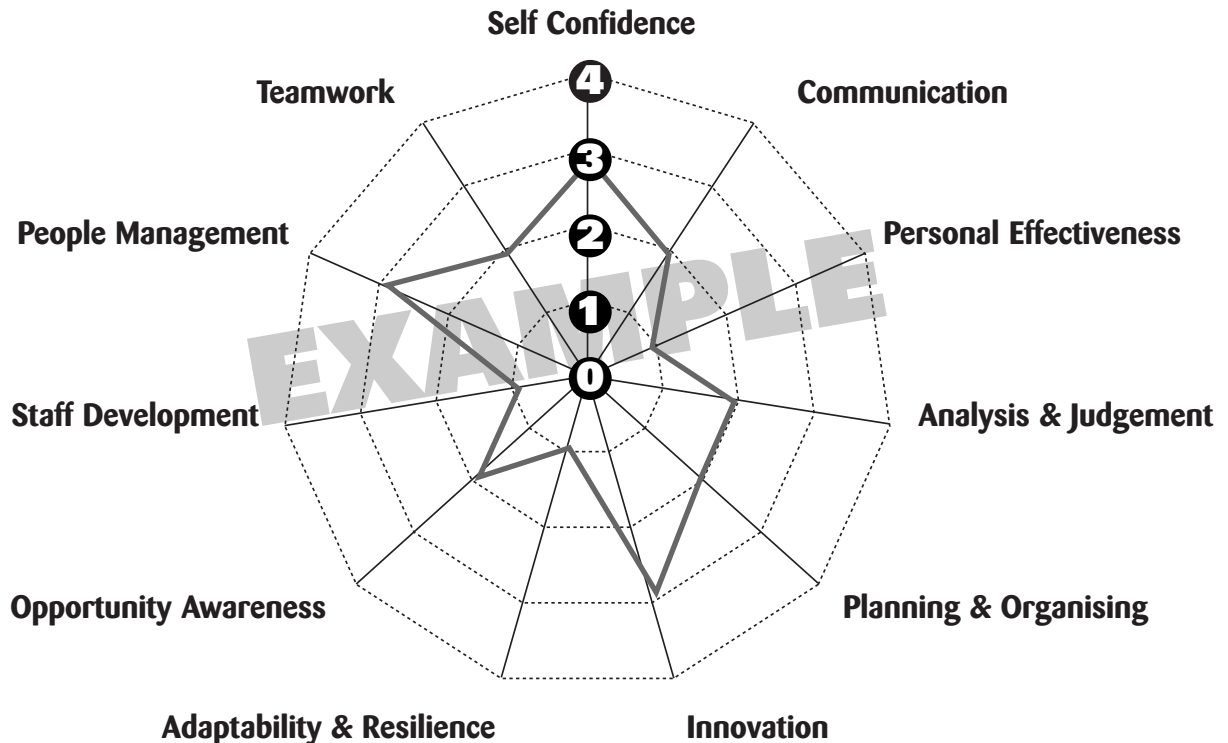 Self Confidence
4
Teamwork
Communication
3
People Management
2
Personal Effectiveness
EXAMPLE
1
0
Staff Development
Analysis & Judgement
Opportunity Awareness
Planning & Organising
Adaptability & Resilience
Innovation